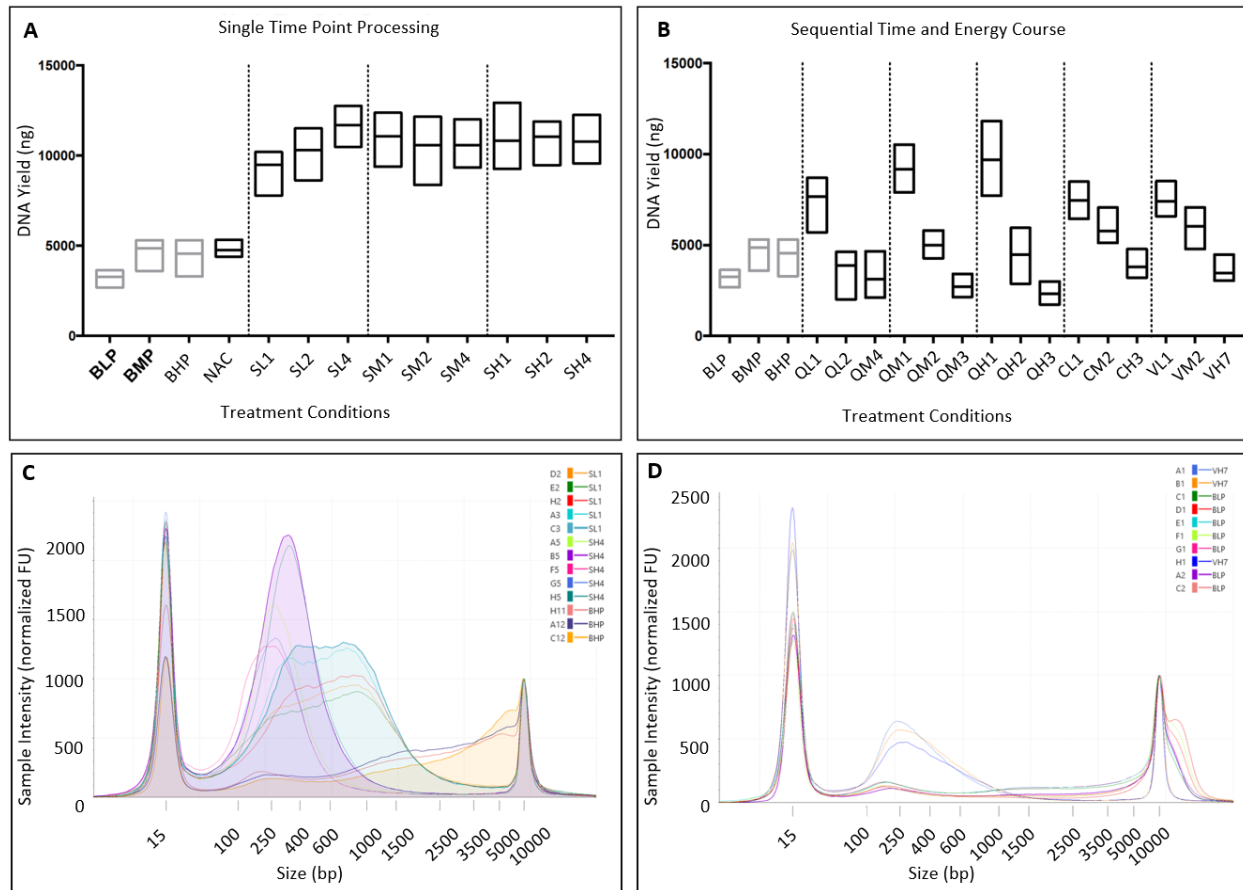 A
Single Time Point Processing
15000
10000
5000
0
DNA Yield (ng)
BLP BMP BHP NAC SL1 SL2 SL4 SM1 SM2 SM4 SH1 SH2 SH4
Treatment Conditions
B
Sequential Time and Energy Course
15000
10000
5000
0
DNA Yield (ng)
BLP BMP BHP QL1 QL2 QM4 QM1 QM2 QM3 QH1 QH2 QH3 CL1 CM2 CH3 VL1 VM2 VH7
Treatment Conditions
C
D2 SL1
E2 SL1
H2 SL1
A3 SL1
C3 SL1
A5 SH4
B5 SH4
F5 SH4
G5 SH4
H5 SH4
H11 BHP
A12 BHP
C12 BHP
2000
1500
1000
500
0
Sample Intensity (normalized FU)
15 100 250 400 600 1000 1500 2500 3500 5000 10000
Size (bp)
D
A1 VH7
B1 VH7
C1 BLP
D1 BLP
E1 BLP
F1 BLP
G1 BLP
H1 VH7
A2 BLP
C2 BLP
2500
2000
1500
1000
500
0
Sample Intensity (normalized FU)
15 100 250 400 600 1000 1500 2500 3500 5000 10000
Size (bp)